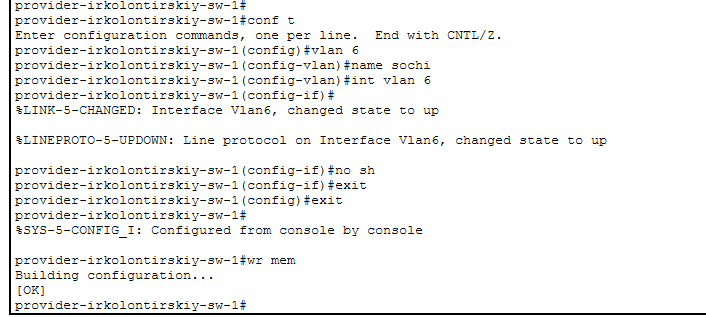 provider-irkolontirskiy-sw-1#
provider-irkolontirskiy-sw-1#conf t
Enter configuration commands, one per line.  End with CNTL/Z.
provider-irkolontirskiy-sw-1(config)#vlan 6
provider-irkolontirskiy-sw-1(config-vlan)#name sochi
provider-irkolontirskiy-sw-1(config-vlan)#int vlan 6
provider-irkolontirskiy-sw-1(config-if)#
%LINK-5-CHANGED: Interface Vlan6, changed state to up

%LINEPROTO-5-UPDOWN: Line protocol on Interface Vlan6, changed state to up

provider-irkolontirskiy-sw-1(config-if)#no sh
provider-irkolontirskiy-sw-1(config-if)#exit
provider-irkolontirskiy-sw-1(config)#exit
provider-irkolontirskiy-sw-1#
%SYS-5-CONFIG_I: Configured from console by console

provider-irkolontirskiy-sw-1#wr mem
Building configuration...
[OK]
provider-irkolontirskiy-sw-1#